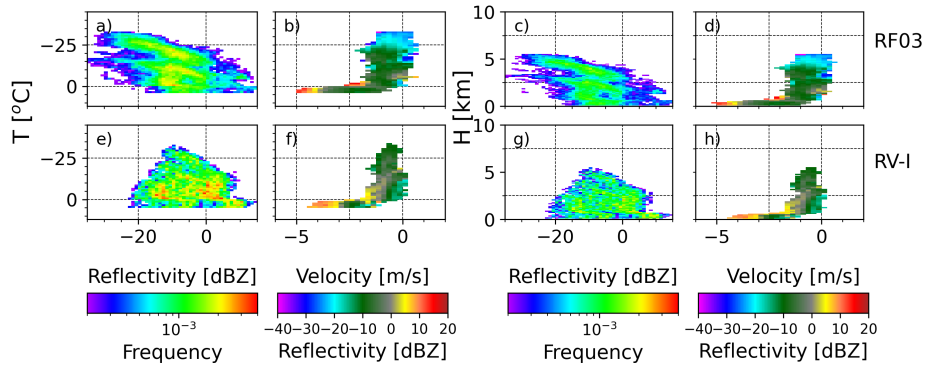 a)
b)
c)
d)
−25
0
T [°C]
10
5
0
H [km]
RF03
e)
f)
g)
h)
−25
0
10
5
0
RV-I
−20 0
−5 0
−20 0
−5 0
Reflectivity [dBZ]
Velocity [m/s]
Reflectivity [dBZ]
Velocity [m/s]
10⁻³
−40−30−20−10 0 10 20
10⁻³
−40−30−20−10 0 10 20
Frequency
Reflectivity [dBZ]
Frequency
Reflectivity [dBZ]